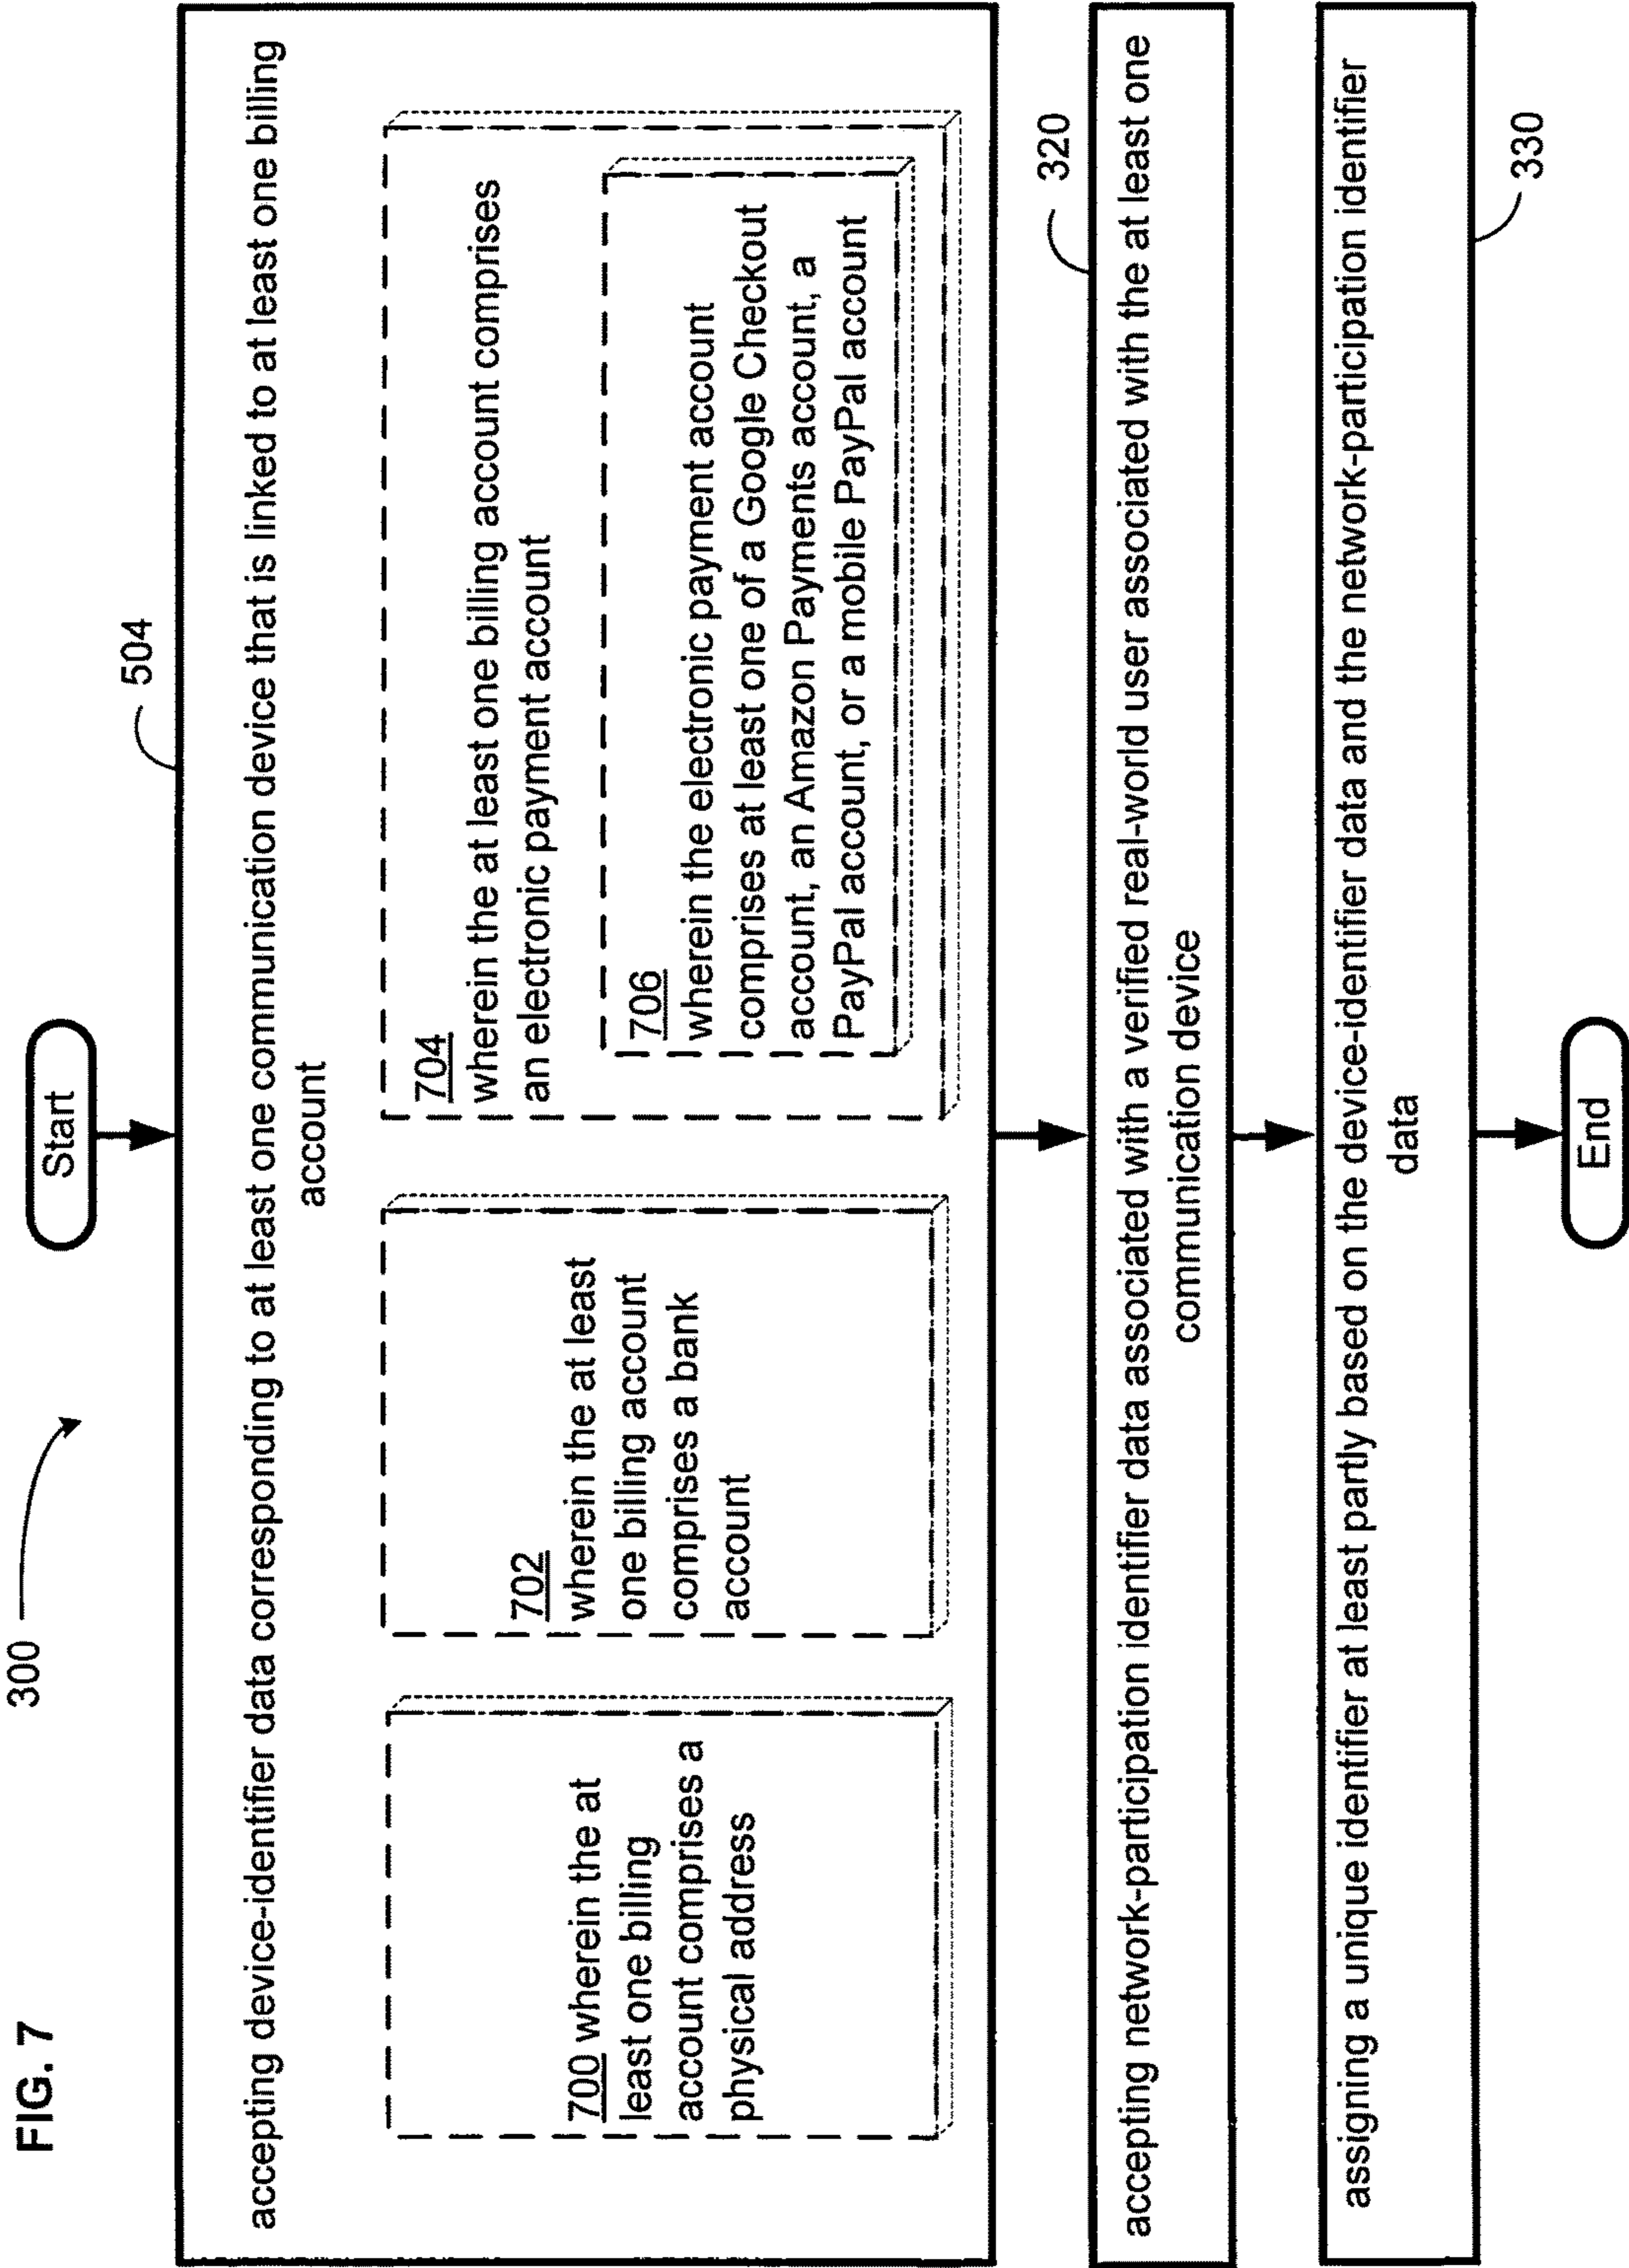 FIG. 7
300
Start
504
accepting device-identifier data corresponding to at least one communication device that is linked to at least one billing
account
700 wherein the at
least one billing
account comprises a
physical address
702
wherein the at least
one billing account
comprises a bank
account
704
wherein the at least one billing account comprises
an electronic payment account
706
wherein the electronic payment account
comprises at least one of a Google Checkout
account, an Amazon Payments account, a
PayPal account, or a mobile PayPal account
320
accepting network-participation identifier data associated with a verified real-world user associated with the at least one
communication device
330
assigning a unique identifier at least partly based on the device-identifier data and the network-participation identifier
data
End